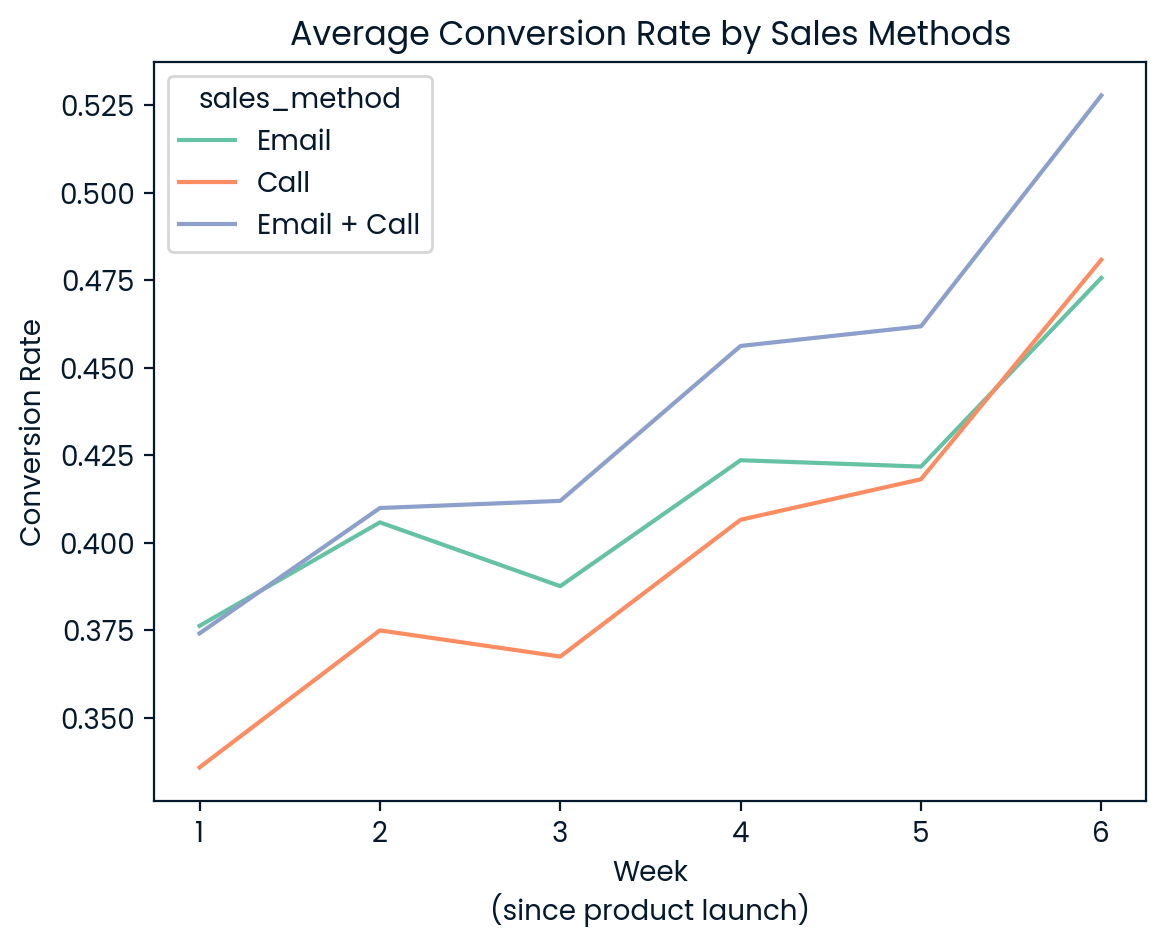 Average Conversion Rate by Sales Methods
sales_method
Email
Call
Email + Call
Conversion Rate
0.525
0.500
0.475
0.450
0.425
0.400
0.375
0.350
1 2 3 4 5 6
Week
(since product launch)